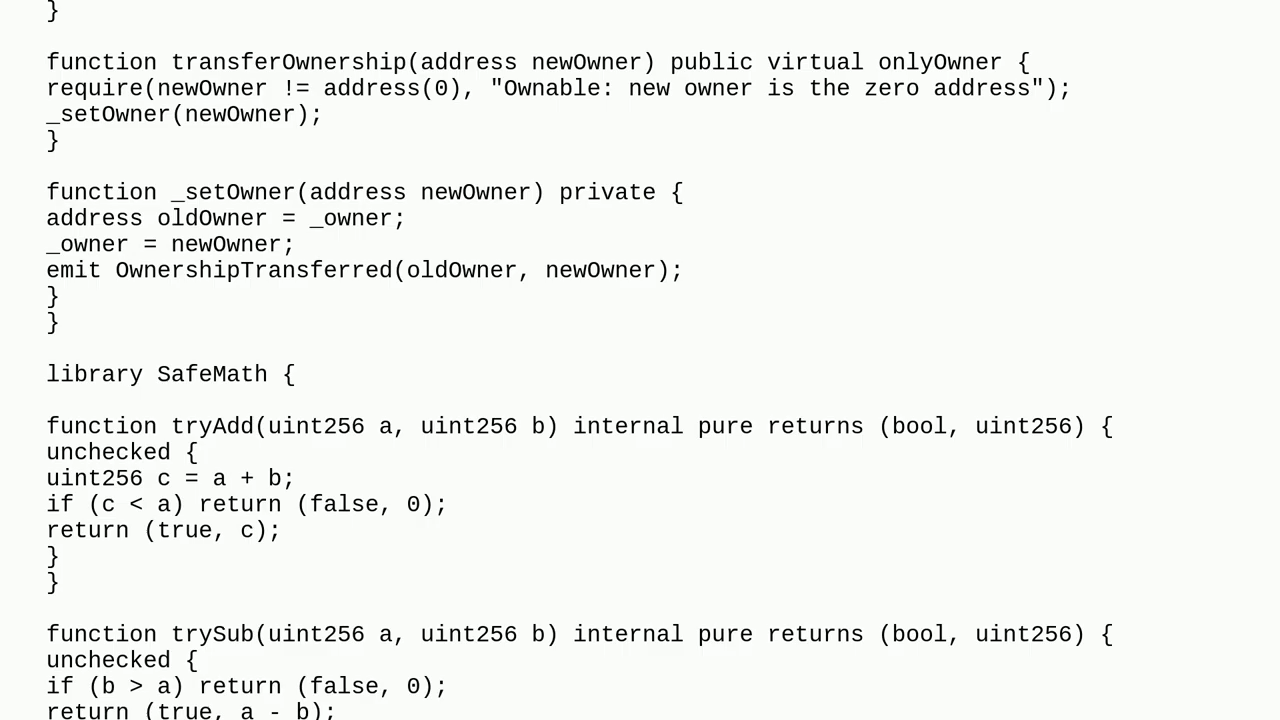 }
function transferOwnership(address newOwner) public virtual onlyOwner {
require(newOwner != address(0), "Ownable: new owner is the zero address");
_setOwner(newOwner);
}
function _setOwner(address newOwner) private {
address oldOwner = _owner;
_owner = newOwner;
emit OwnershipTransferred(oldOwner, newOwner);
}
}
library SafeMath {
function tryAdd(uint256 a, uint256 b) internal pure returns (bool, uint256) {
unchecked {
uint256 c = a + b;
if (c < a) return (false, 0);
return (true, c);
}
}
function trySub(uint256 a, uint256 b) internal pure returns (bool, uint256) {
unchecked {
if (b > a) return (false, 0);
return (true, a - b);